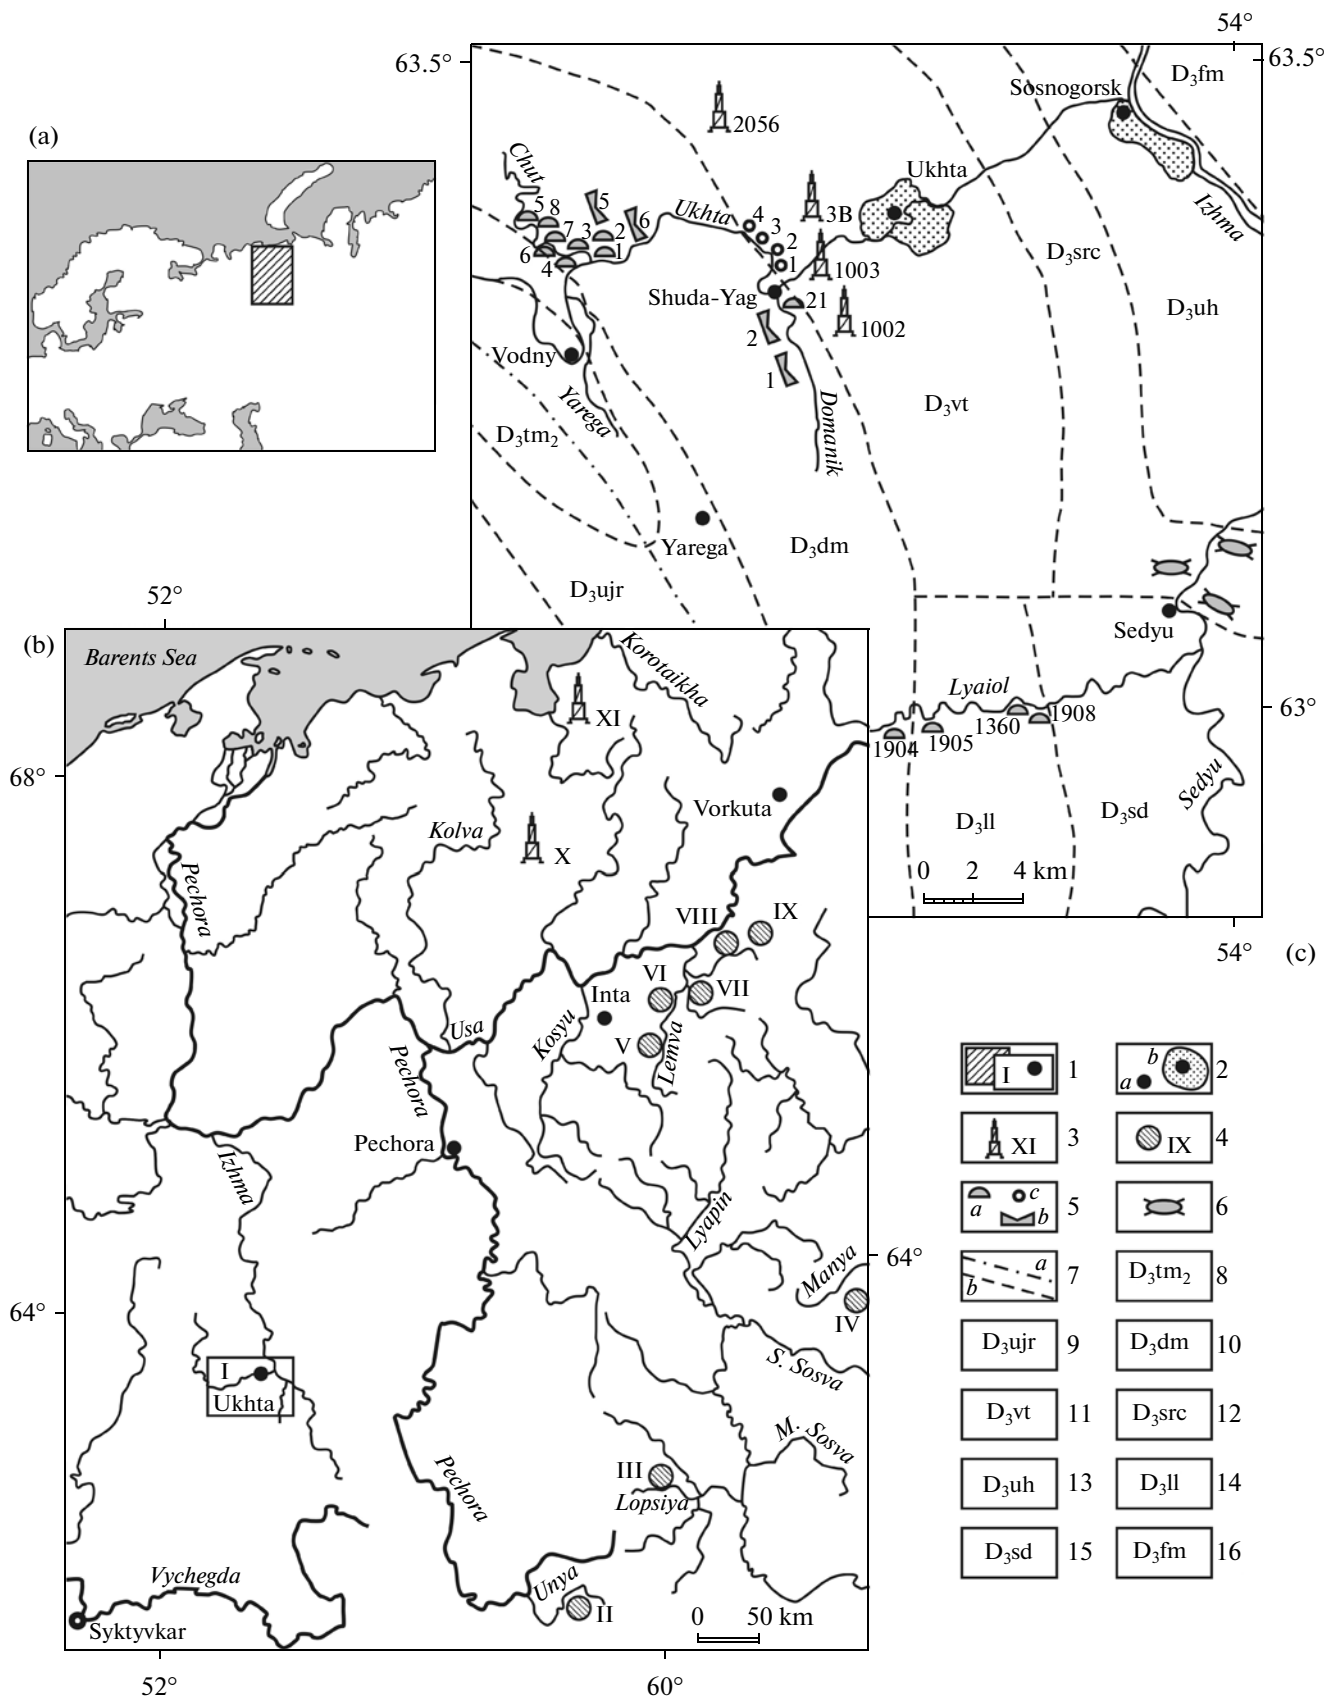 (a)
54°
63.5°
63.5°
D₃fm
Sosnogorsk
2056
Chut
Ukhta
Izhma
5
8
5
6
Ukhta
4
3
3B
7
3
2
2
D₃src
6
4
1
1
1003
Shuda-Yag
21
D₃uh
2
1002
Vodny
1
Yarega
Domanik
D₃vt
D₃tm₂
Yarega
D₃dm
D₃ujr
Sedyu
Lyaiol
1360
1908
63°
1904
1905
Sedyu
D₃ll
D₃sd
0 2 4 km
54°
(c)
52°
(b)
Barents Sea
Korotaikha
XI
68°
Vorkuta
Kolva
X
Pechora
VIII
IX
VI
VII
Inta
Usa
Kosyu
V
Lemva
Pechora
Pechora
Izhma
Lyapin
64°
Manya
64°
IV
I
Ukhta
S. Sosva
M. Sosva
III
Pechora
Lopsiya
Vychegda
Unya
II
0 50 km
Syktyvkar
52°
60°
I 1
a b 2
XI 3
IX 4
a c b 5
6
a b 7
D₃tm₂ 8
D₃ujr 9
D₃dm 10
D₃vt 11
D₃src 12
D₃uh 13
D₃ll 14
D₃sd 15
D₃fm 16